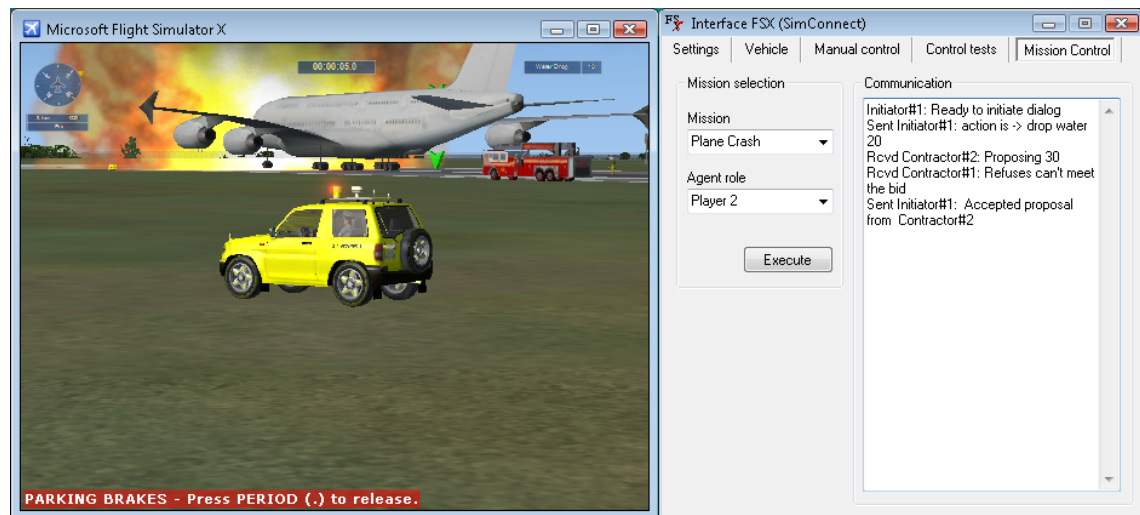 Microsoft Flight Simulator X
00:00:05.0
Water Drop
PARKING BRAKES - Press PERIOD (.) to release.
Interface FSX (SimConnect)
Settings Vehicle Manual control Control tests Mission Control
Mission selection
Mission
Plane Crash
Agent role
Player 2
Execute
Communication
Initiator#1: Ready to initiate dialog
Sent Initiator#1: action is -> drop water
20
Rcvd Contractor#2: Proposing 30
Rcvd Contractor#1: Refuses can't meet
the bid
Sent Initiator#1:  Accepted proposal
from  Contractor#2